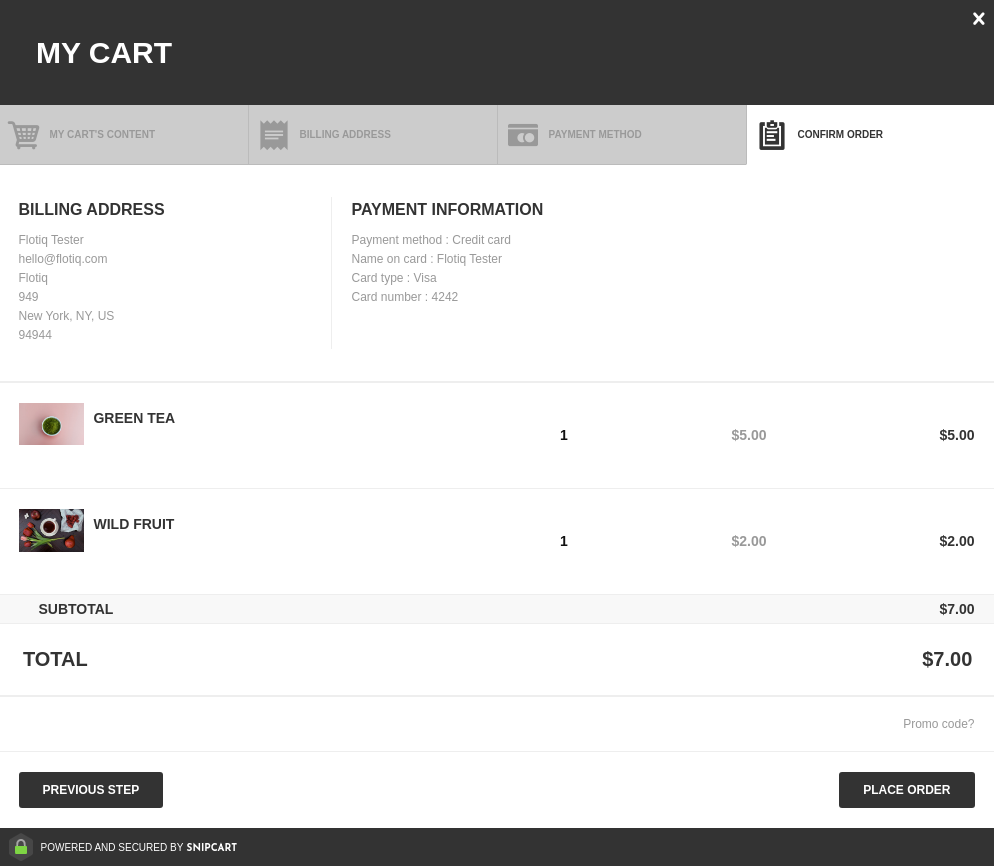 MY CART
MY CART'S CONTENT
BILLING ADDRESS
PAYMENT METHOD
CONFIRM ORDER
BILLING ADDRESS
Flotiq Tester
hello@flotiq.com
Flotiq
949
New York, NY, US
94944
PAYMENT INFORMATION
Payment method : Credit card
Name on card : Flotiq Tester
Card type : Visa
Card number : 4242
GREEN TEA 1 $5.00 $5.00
WILD FRUIT 1 $2.00 $2.00
SUBTOTAL $7.00
TOTAL $7.00
Promo code?
PREVIOUS STEP
PLACE ORDER
POWERED AND SECURED BY SNIPCART